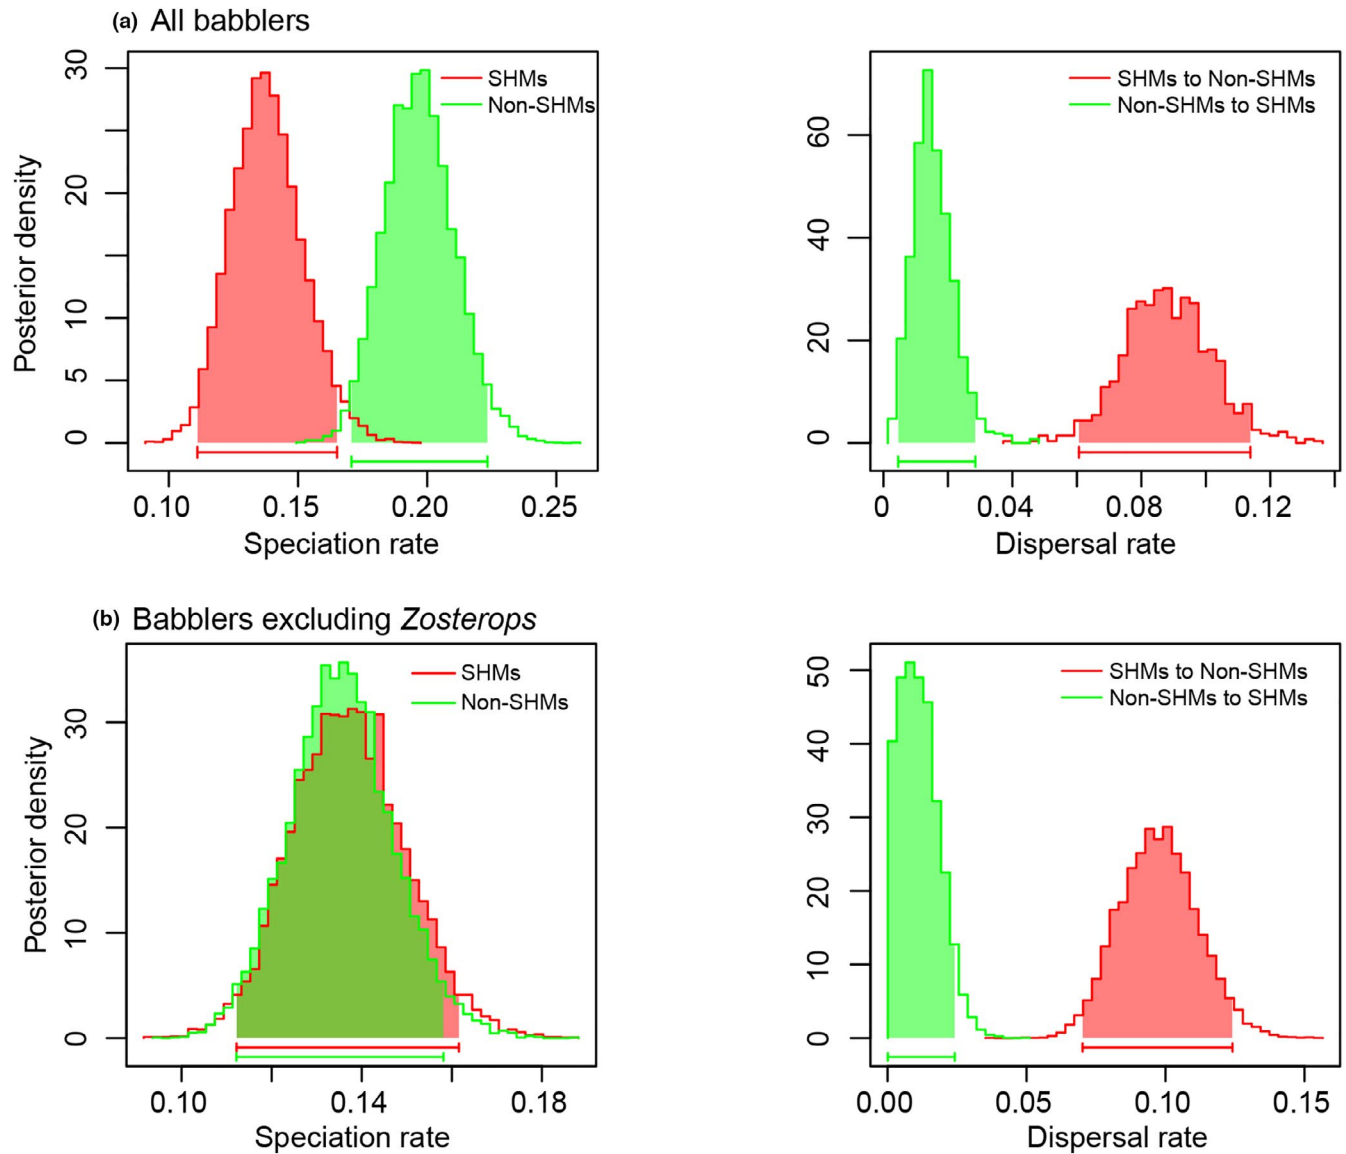 (a) All babblers
30
20
10
5
0
Posterior density
SHMs
Non-SHMs
0.10 0.15 0.20 0.25
Speciation rate
60
40
20
0
SHMs to Non-SHMs
Non-SHMs to SHMs
0 0.04 0.08 0.12
Dispersal rate
(b) Babblers excluding Zosterops
30
20
10
0
Posterior density
SHMs
Non-SHMs
0.10 0.14 0.18
Speciation rate
50
40
30
20
10
0
SHMs to Non-SHMs
Non-SHMs to SHMs
0.00 0.05 0.10 0.15
Dispersal rate